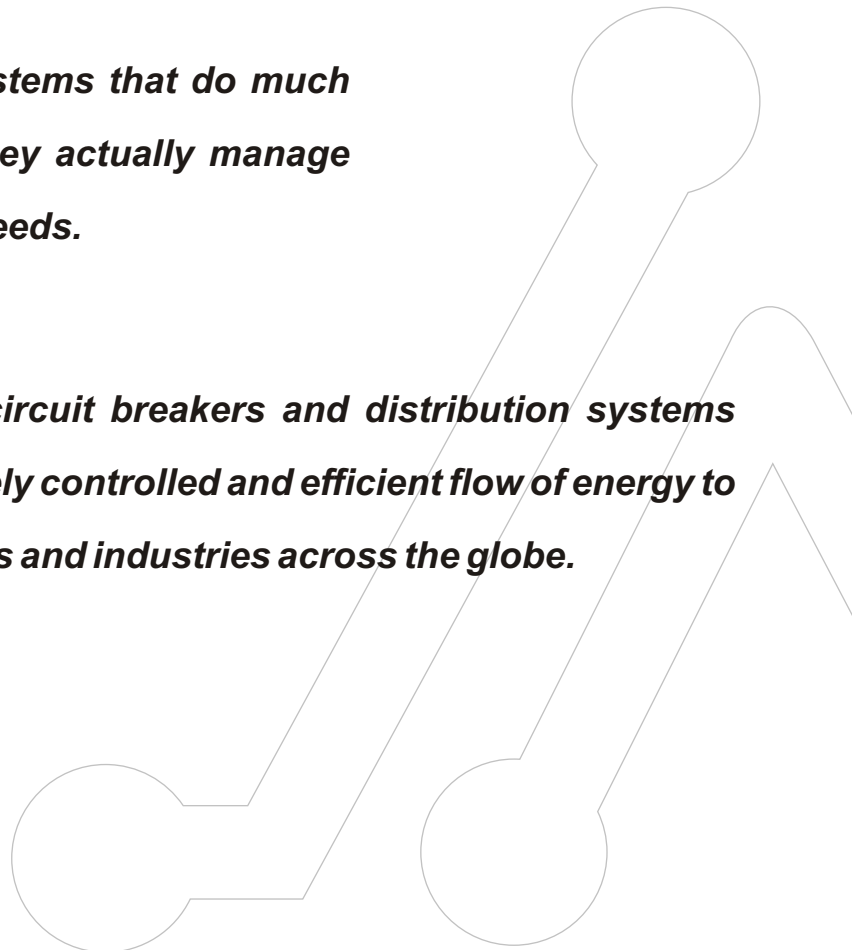 stems that do much
ey actually manage
eeds.
circuit breakers and distribution systems
ely controlled and efficient flow of energy to
s and industries across the globe.